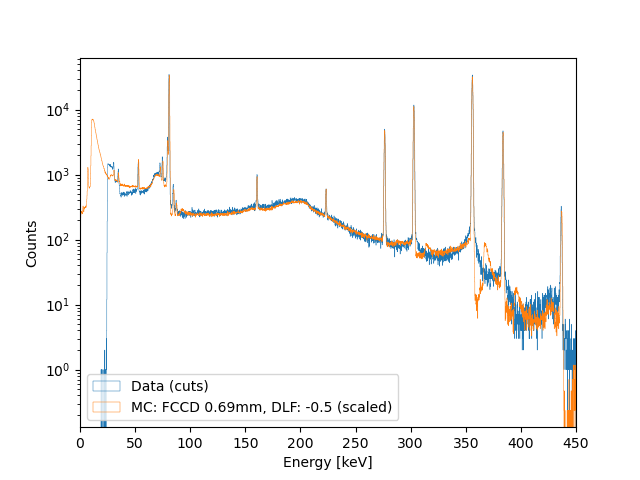 10⁴
10³
10²
10¹
10⁰
Counts
Data (cuts)
MC: FCCD 0.69mm, DLF: -0.5 (scaled)
0 50 100 150 200 250 300 350 400 450
Energy [keV]